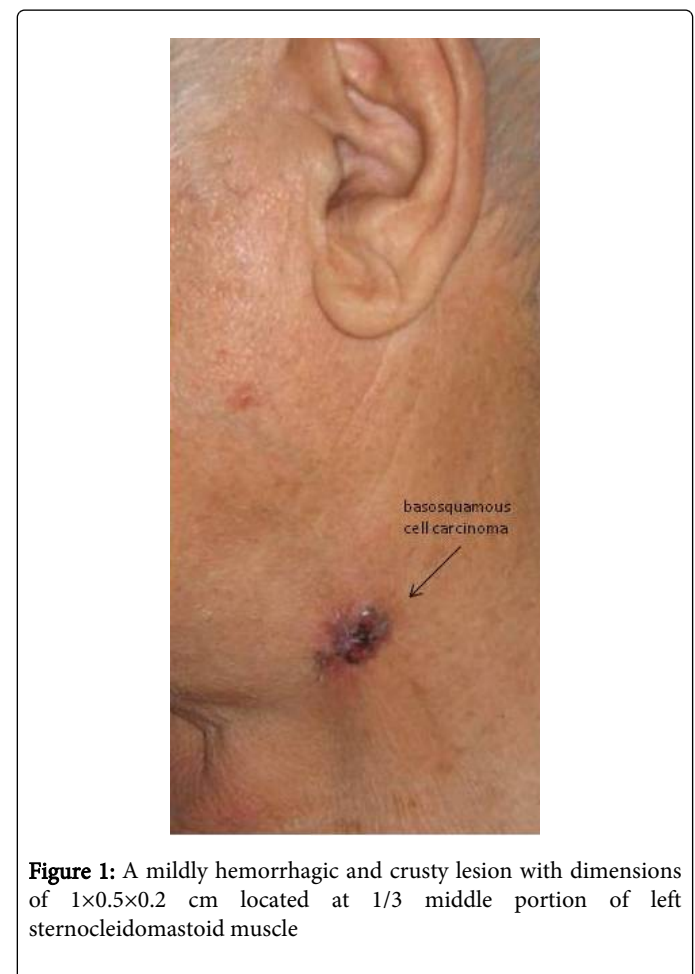 basosquamous
cell carcinoma
Figure 1: A mildly hemorrhagic and crusty lesion with dimensions
of 1×0.5×0.2 cm located at 1/3 middle portion of left
sternocleidomastoid muscle